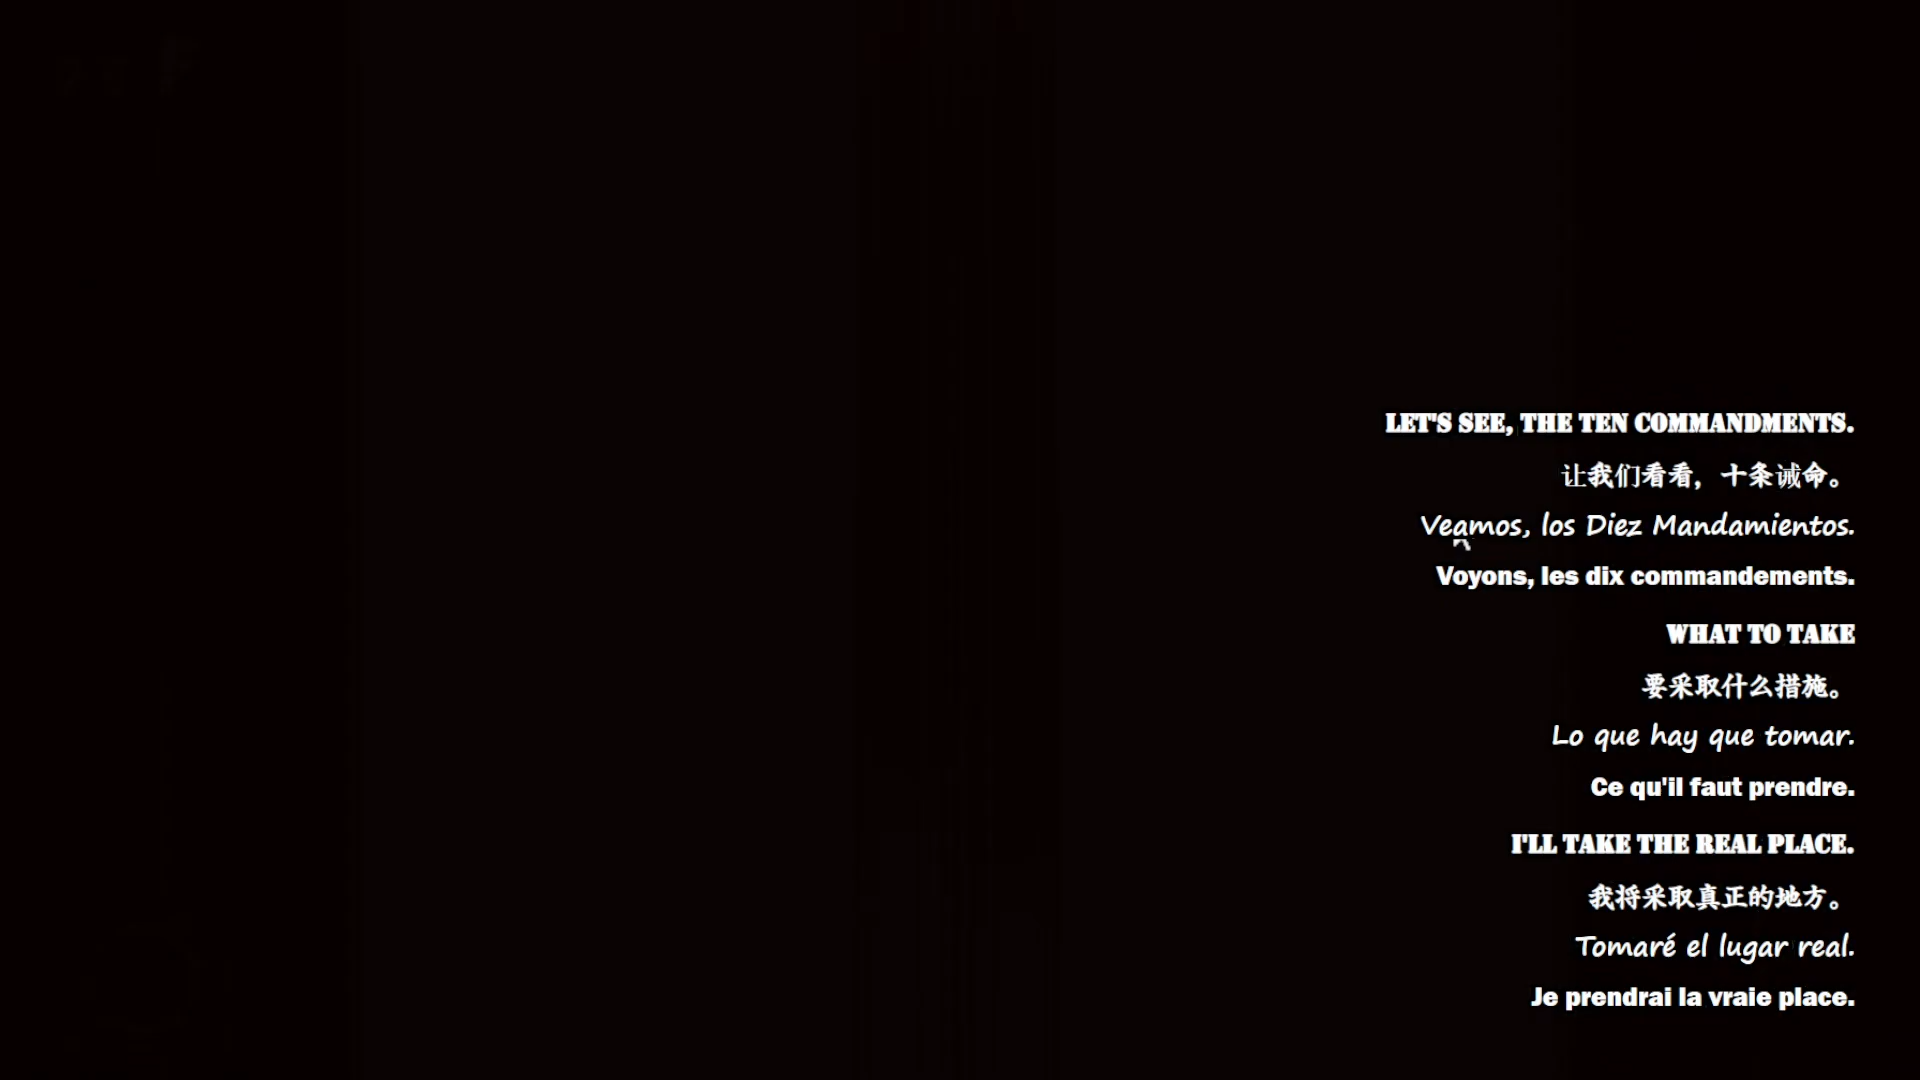 LET'S SEE, THE TEN COMMANDMENTS.
让我们看看，十条诫命。
Veamos, los Diez Mandamientos.
Voyons, les dix commandements.
WHAT TO TAKE
要采取什么措施。
Lo que hay que tomar.
Ce qu'il faut prendre.
I'LL TAKE THE REAL PLACE.
我将采取真正的地方。
Tomaré el lugar real.
Je prendrai la vraie place.